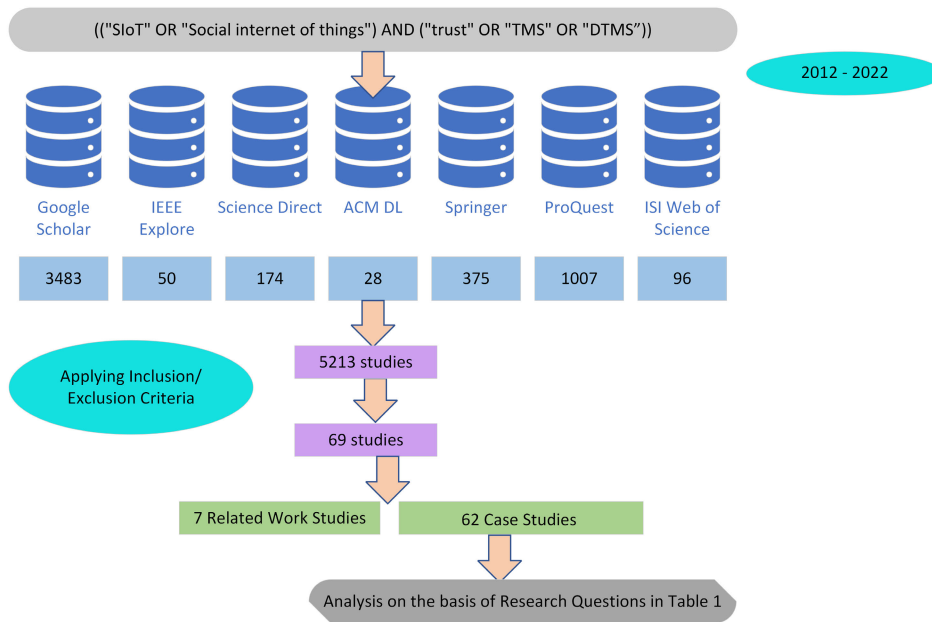 (("SIoT" OR "Social internet of things") AND ("trust" OR "TMS" OR "DTMS”))
2012 - 2022
Google
Scholar
IEEE
Explore
Science Direct
ACM DL
Springer
ProQuest
ISI Web of
Science
3483
50
174
28
375
1007
96
5213 studies
Applying Inclusion/
Exclusion Criteria
69 studies
7 Related Work Studies
62 Case Studies
Analysis on the basis of Research Questions in Table 1